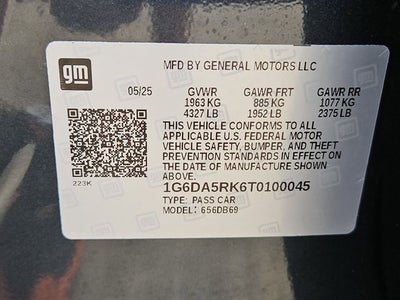 gm
MFD BY GENERAL MOTORS LLC
05/25 GVWR GAWR FRT GAWR RR
1963 KG 885 KG 1077 KG
4327 LB 1952 LB 2375 LB
THIS VEHICLE CONFORMS TO ALL
APPLICABLE U.S. FEDERAL MOTOR
VEHICLE SAFETY, BUMPER, AND THEFT
PREVENTION STANDARDS IN EFFECT ON
THE DATE OF MANUFACTURE SHOWN
ABOVE.
223K
1G6DA5RK6T0100045
TYPE: PASS CAR
MODEL: 656DB69